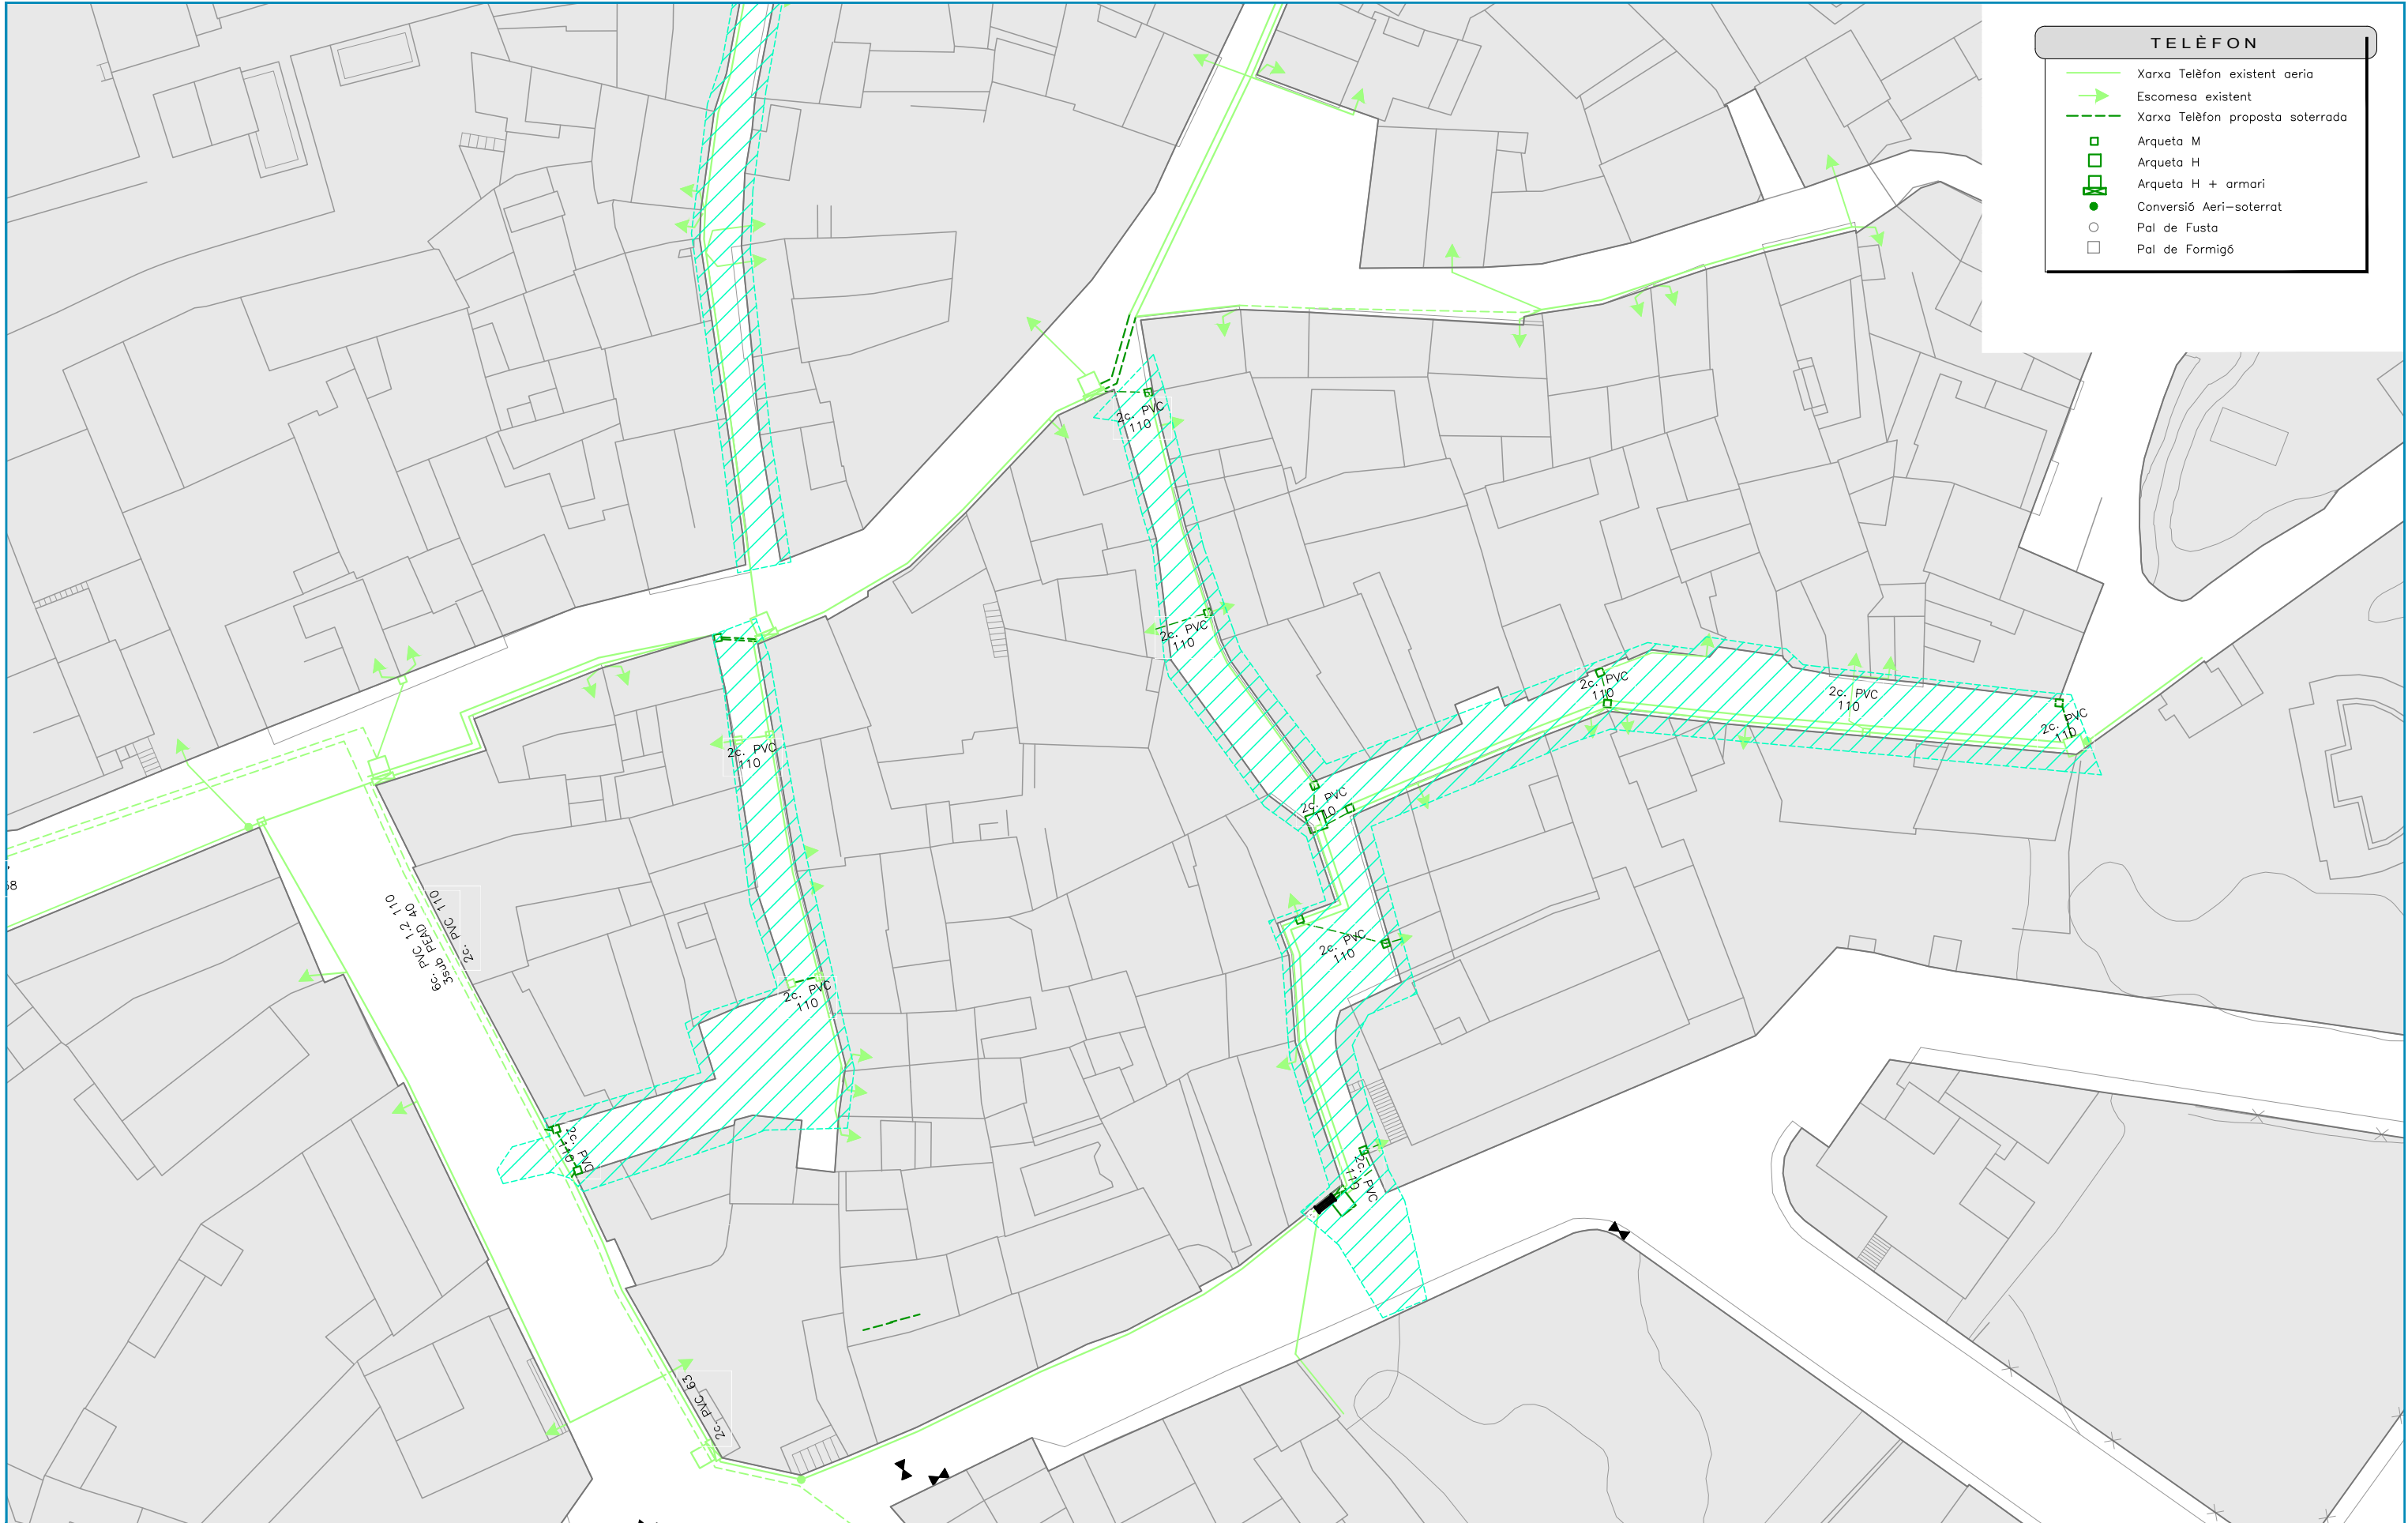 TELÈFON
Xarxa Telèfon existent aeria
Escomesa existent
Xarxa Telèfon proposta soterrada
Arqueta M
Arqueta H
Arqueta H + armari
Conversió Aeri-soterrat
Pal de Fusta
Pal de Formigó
2c. PVC
110
2c. PVC
110
2c. PVC
110
2c. PVC
110
2c. PVC
110
2c. PVC
110
2c. PVC
110
6c. PVC 1.2 110
3sub PEAD 40
2c. PVC 110
2c. PVC
110
2c. PVC
110
2c. PVC
110
2c. PVC
110
2c. PVC 63